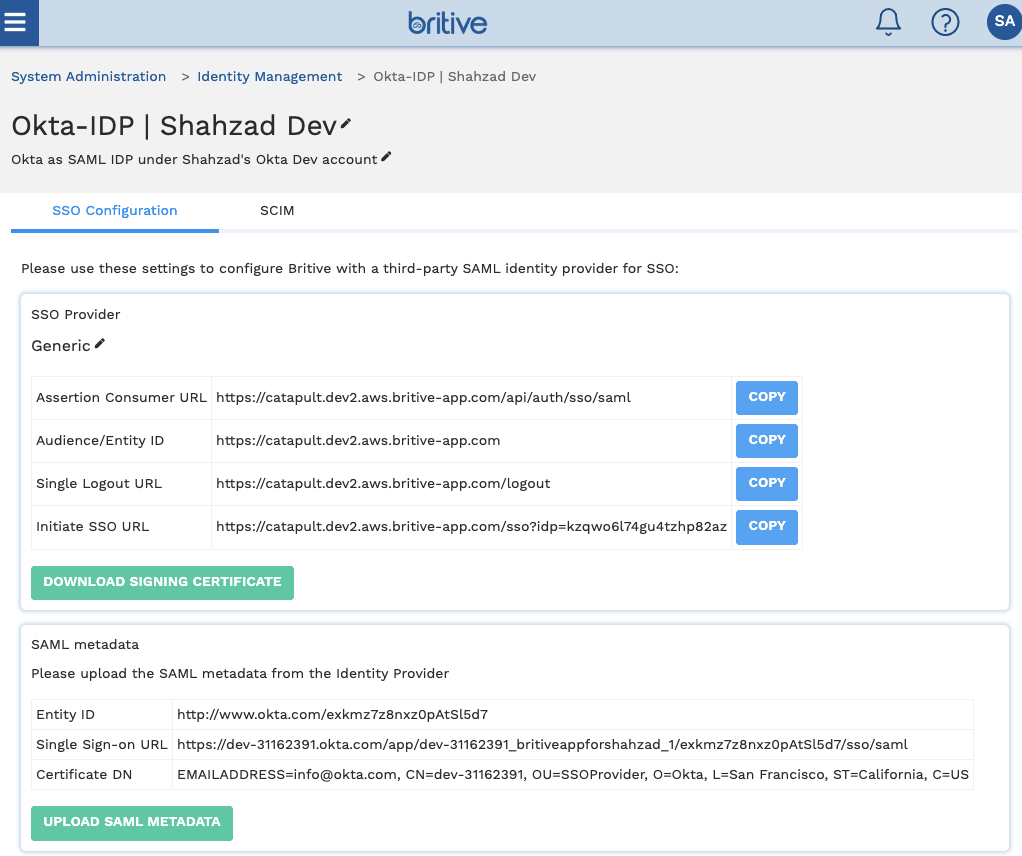 britive
SA
System Administration > Identity Management > Okta-IDP | Shahzad Dev
Okta-IDP | Shahzad Dev
Okta as SAML IDP under Shahzad's Okta Dev account
SSO Configuration SCIM
Please use these settings to configure Britive with a third-party SAML identity provider for SSO:
SSO Provider
Generic
Assertion Consumer URL https://catapult.dev2.aws.britive-app.com/api/auth/sso/saml COPY
Audience/Entity ID https://catapult.dev2.aws.britive-app.com COPY
Single Logout URL https://catapult.dev2.aws.britive-app.com/logout COPY
Initiate SSO URL https://catapult.dev2.aws.britive-app.com/sso?idp=kzqwo6l74gu4tzhp82az COPY
DOWNLOAD SIGNING CERTIFICATE
SAML metadata
Please upload the SAML metadata from the Identity Provider
Entity ID http://www.okta.com/exkmz7z8nxz0pAtSl5d7
Single Sign-on URL https://dev-31162391.okta.com/app/dev-31162391_britiveappforshahzad_1/exkmz7z8nxz0pAtSl5d7/sso/saml
Certificate DN EMAILADDRESS=info@okta.com, CN=dev-31162391, OU=SSOProvider, O=Okta, L=San Francisco, ST=California, C=US
UPLOAD SAML METADATA